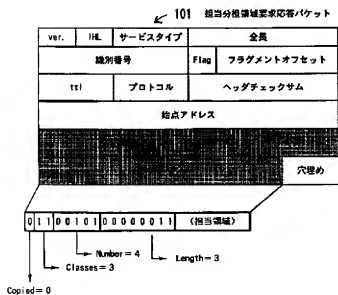 101 担当分担領域要求応答パケット
ver. IHL サービスタイプ 全長
識別番号 Flag フラグメントオフセット
ttl プロトコル ヘッダチェックサム
始点アドレス
穴埋め
0 1 1 0 0 1 0 1 0 0 0 0 0 0 1 1 (担当領域)
Number= 4
Length= 3
Classes= 3
Copied= 0